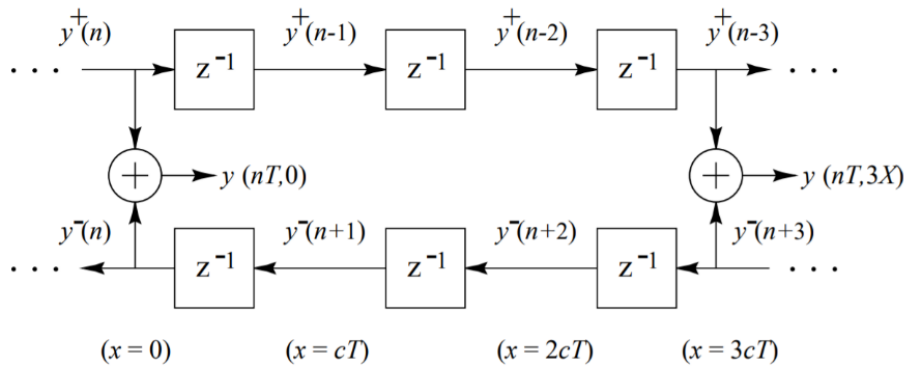 y⁺(n) y⁺(n-1) y⁺(n-2) y⁺(n-3)
. . . z⁻¹ z⁻¹ z⁻¹ . . .
+ y (nT,0) + y (nT,3X)
y⁻(n) y⁻(n+1) y⁻(n+2) y⁻(n+3)
. . . z⁻¹ z⁻¹ z⁻¹ . . .
(x = 0) (x = cT) (x = 2cT) (x = 3cT)